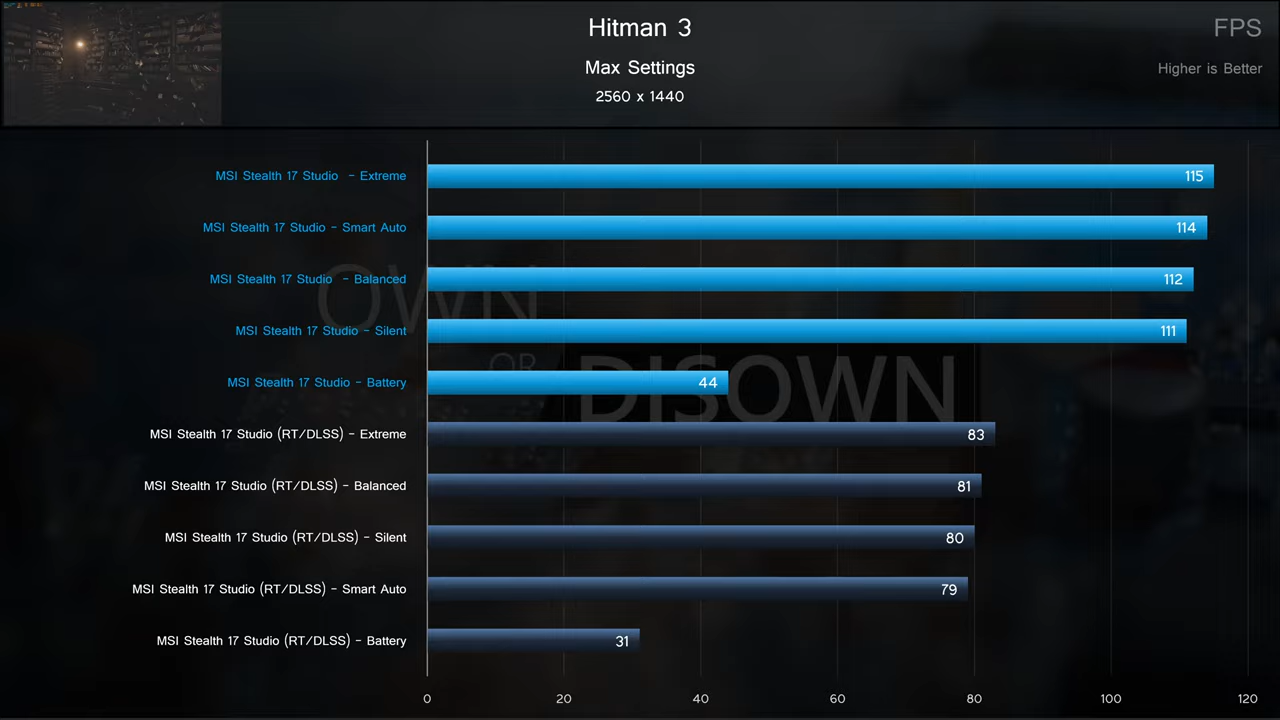 Hitman 3
FPS
Max Settings
Higher is Better
2560 x 1440
MSI Stealth 17 Studio - Extreme
115
MSI Stealth 17 Studio - Smart Auto
114
MSI Stealth 17 Studio - Balanced
112
MSI Stealth 17 Studio - Silent
111
MSI Stealth 17 Studio - Battery
44
MSI Stealth 17 Studio (RT/DLSS) - Extreme
83
MSI Stealth 17 Studio (RT/DLSS) - Balanced
81
MSI Stealth 17 Studio (RT/DLSS) - Silent
80
MSI Stealth 17 Studio (RT/DLSS) - Smart Auto
79
MSI Stealth 17 Studio (RT/DLSS) - Battery
31
0 20 40 60 80 100 120
OWN
OR
DISOWN